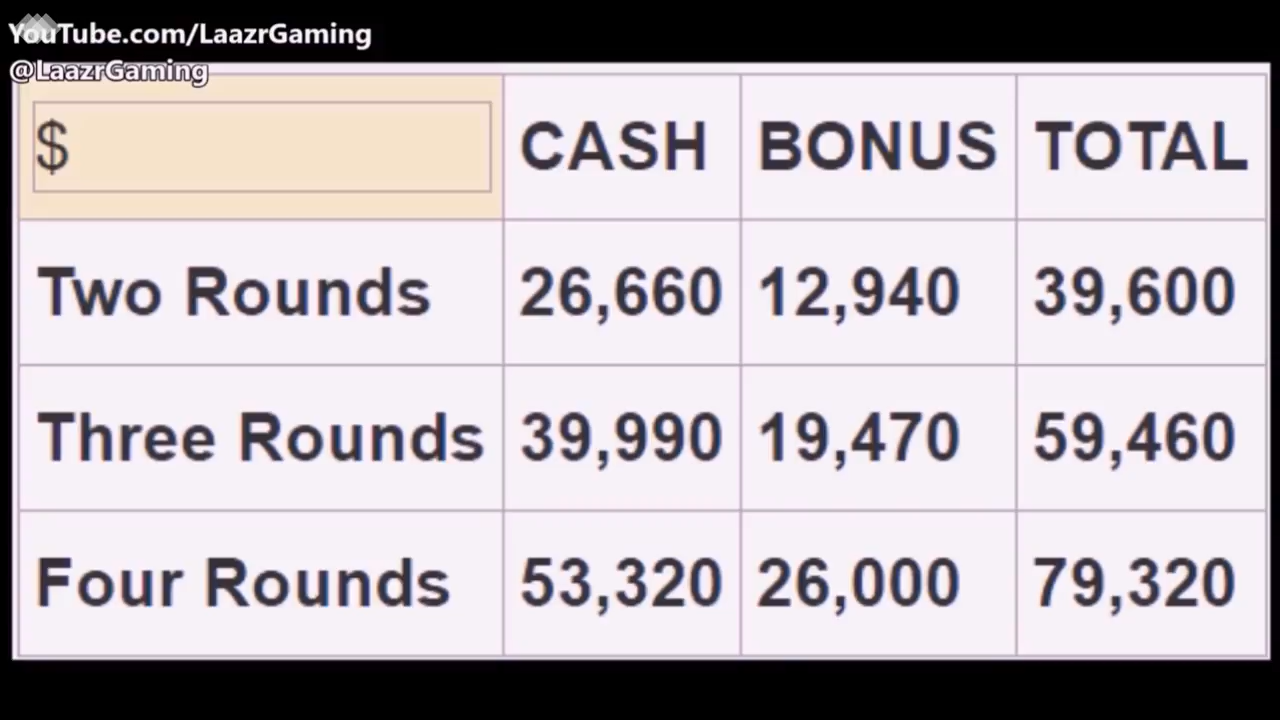 YouTube.com/LaazrGaming
@LaazrGaming
$ CASH BONUS TOTAL
Two Rounds 26,660 12,940 39,600
Three Rounds 39,990 19,470 59,460
Four Rounds 53,320 26,000 79,320